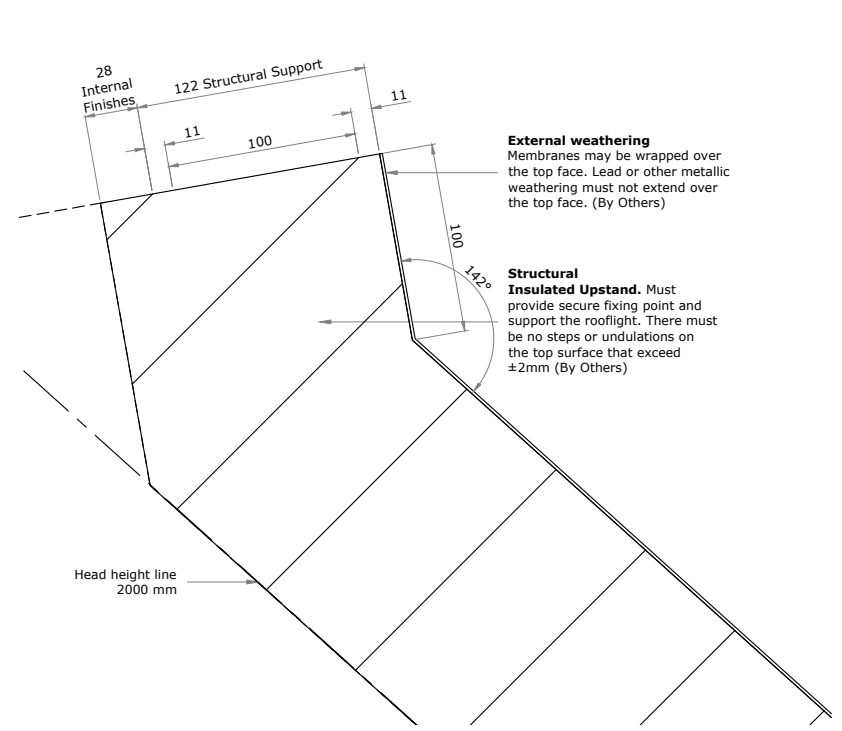 28
Internal
Finishes
122 Structural Support
11
11
100
External weathering
Membranes may be wrapped over
the top face. Lead or other metallic
weathering must not extend over
the top face. (By Others)
100
142°
Structural
Insulated Upstand. Must
provide secure fixing point and
support the rooflight. There must
be no steps or undulations on
the top surface that exceed
±2mm (By Others)
Head height line
2000 mm